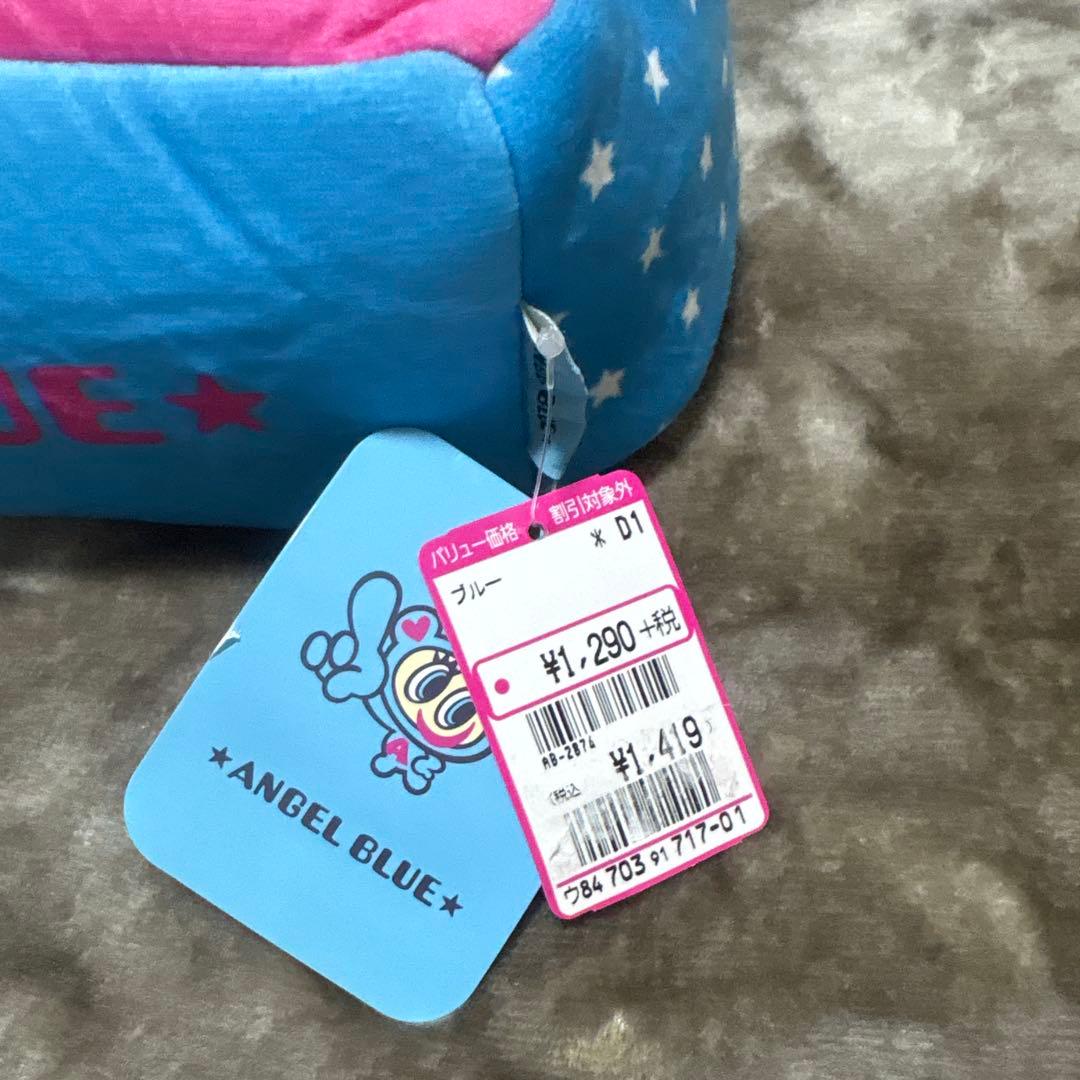 UE★
バリュー価格 割引対象外
* D1
ブルー
¥1,290+税
AB-2874
¥1,419
(税込
ウ84 703 91 717-01
A
★ANGEL BLUE★